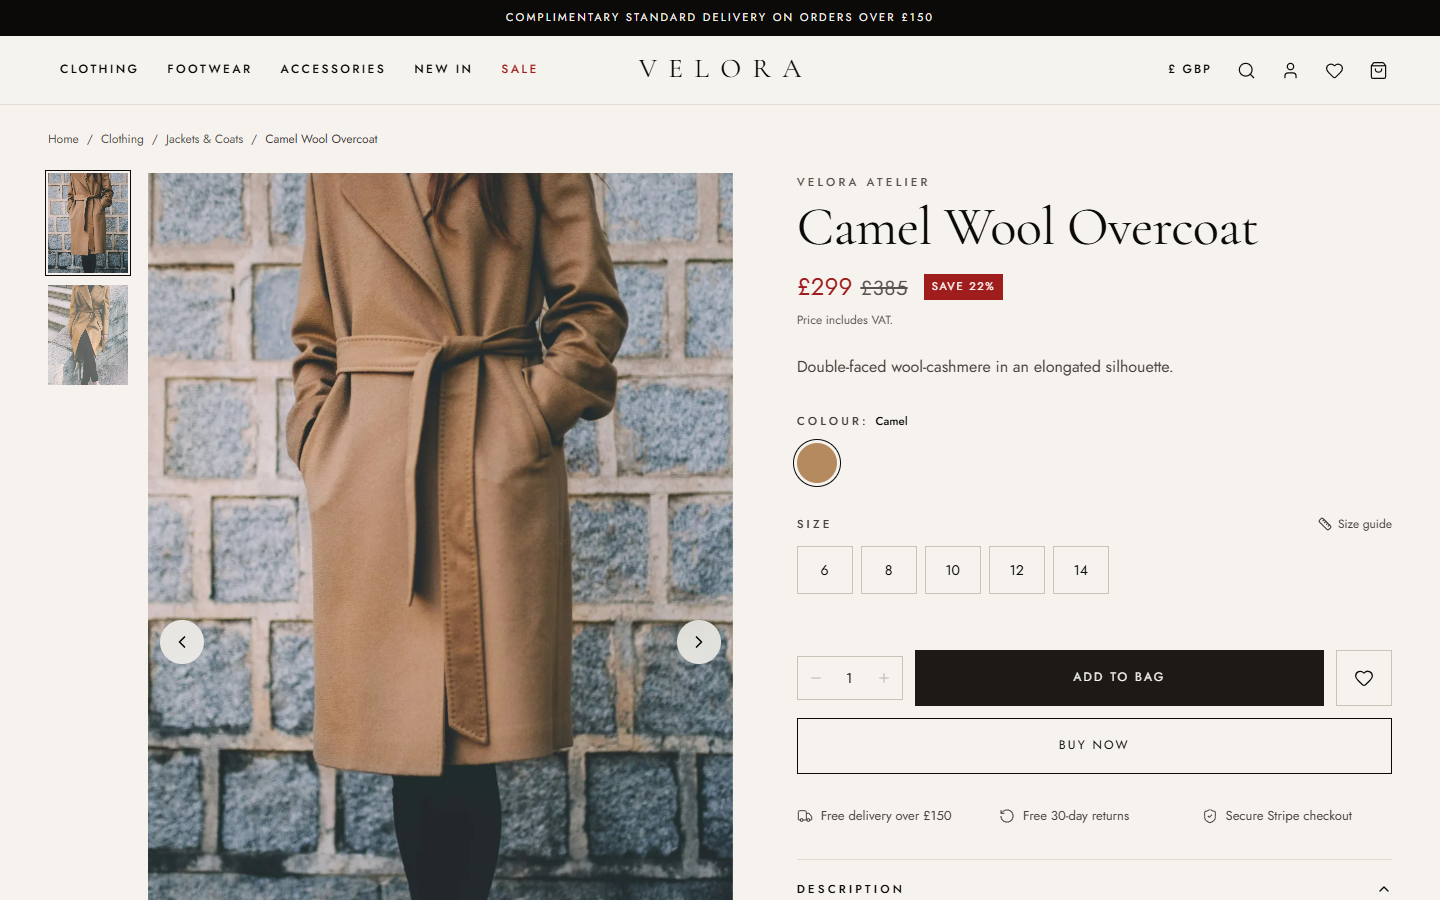 COMPLIMENTARY STANDARD DELIVERY ON ORDERS OVER £150
CLOTHING FOOTWEAR ACCESSORIES NEW IN SALE VELORA £ GBP
Home / Clothing / Jackets & Coats / Camel Wool Overcoat
VELORA ATELIER
Camel Wool Overcoat
£299 £385 SAVE 22%
Price includes VAT.
Double-faced wool-cashmere in an elongated silhouette.
COLOUR: Camel
SIZE Size guide
6 8 10 12 14
1 ADD TO BAG
BUY NOW
Free delivery over £150 Free 30-day returns Secure Stripe checkout
DESCRIPTION